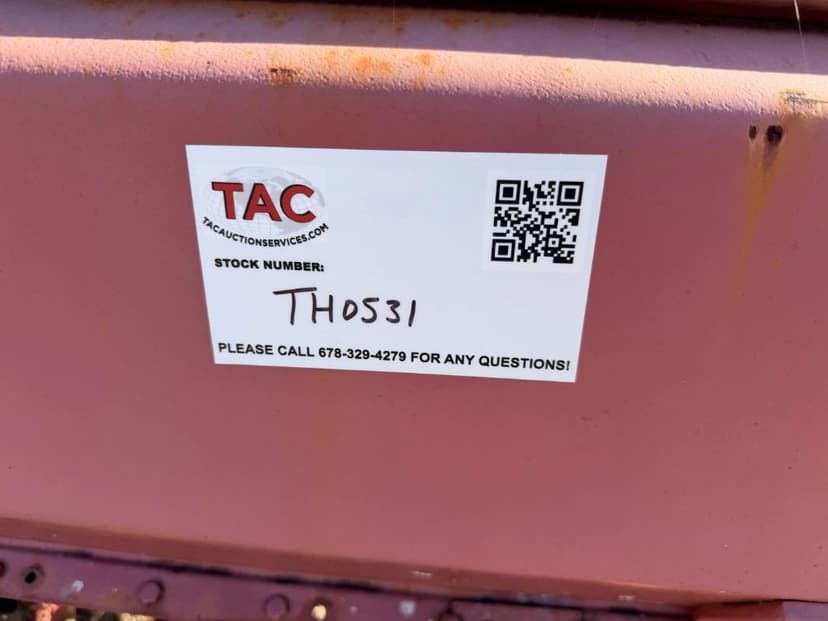 TAC
TACAUCTIONSERVICES.COM
STOCK NUMBER:
TH0531
PLEASE CALL 678-329-4279 FOR ANY QUESTIONS!